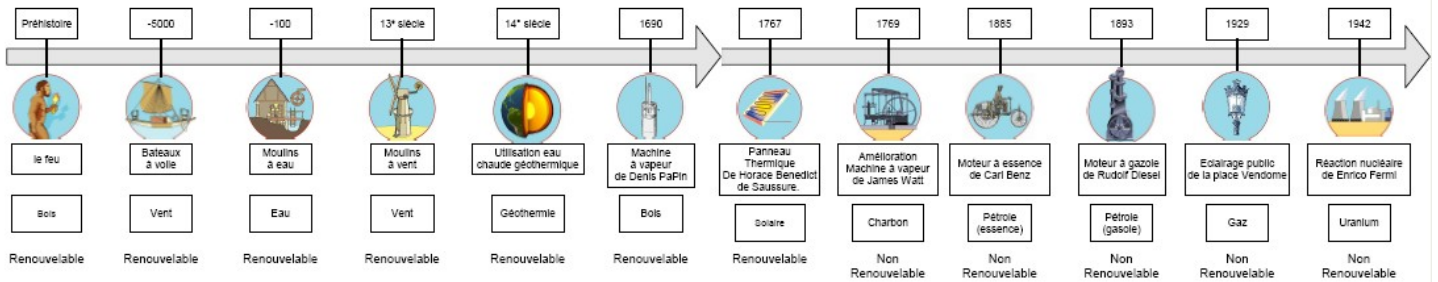 Préhistoire
-5000
-100
13e siècle
14e siècle
1690
1767
1769
1885
1893
1929
1942
le feu
Bateaux
à voile
Moulins
à eau
Moulins
à vent
Utilisation eau
chaude géothermique
Machine
à vapeur
de Denis PaPin
Panneau
Thermique
De Horace Benedict
de Saussure.
Amélioration
Machine à vapeur
de James Watt
Moteur à essence
de Carl Benz
Moteur à gazole
de Rudolf Diesel
Eclairage public
de la place Vendome
Réaction nucléaire
de Enrico Fermi
Bois
Vent
Eau
Vent
Géothermie
Bois
Solaire
Charbon
Pétrole
(essence)
Pétrole
(gasole)
Gaz
Uranium
Renouvelable
Renouvelable
Renouvelable
Renouvelable
Renouvelable
Renouvelable
Renouvelable
Non
Renouvelable
Non
Renouvelable
Non
Renouvelable
Non
Renouvelable
Non
Renouvelable